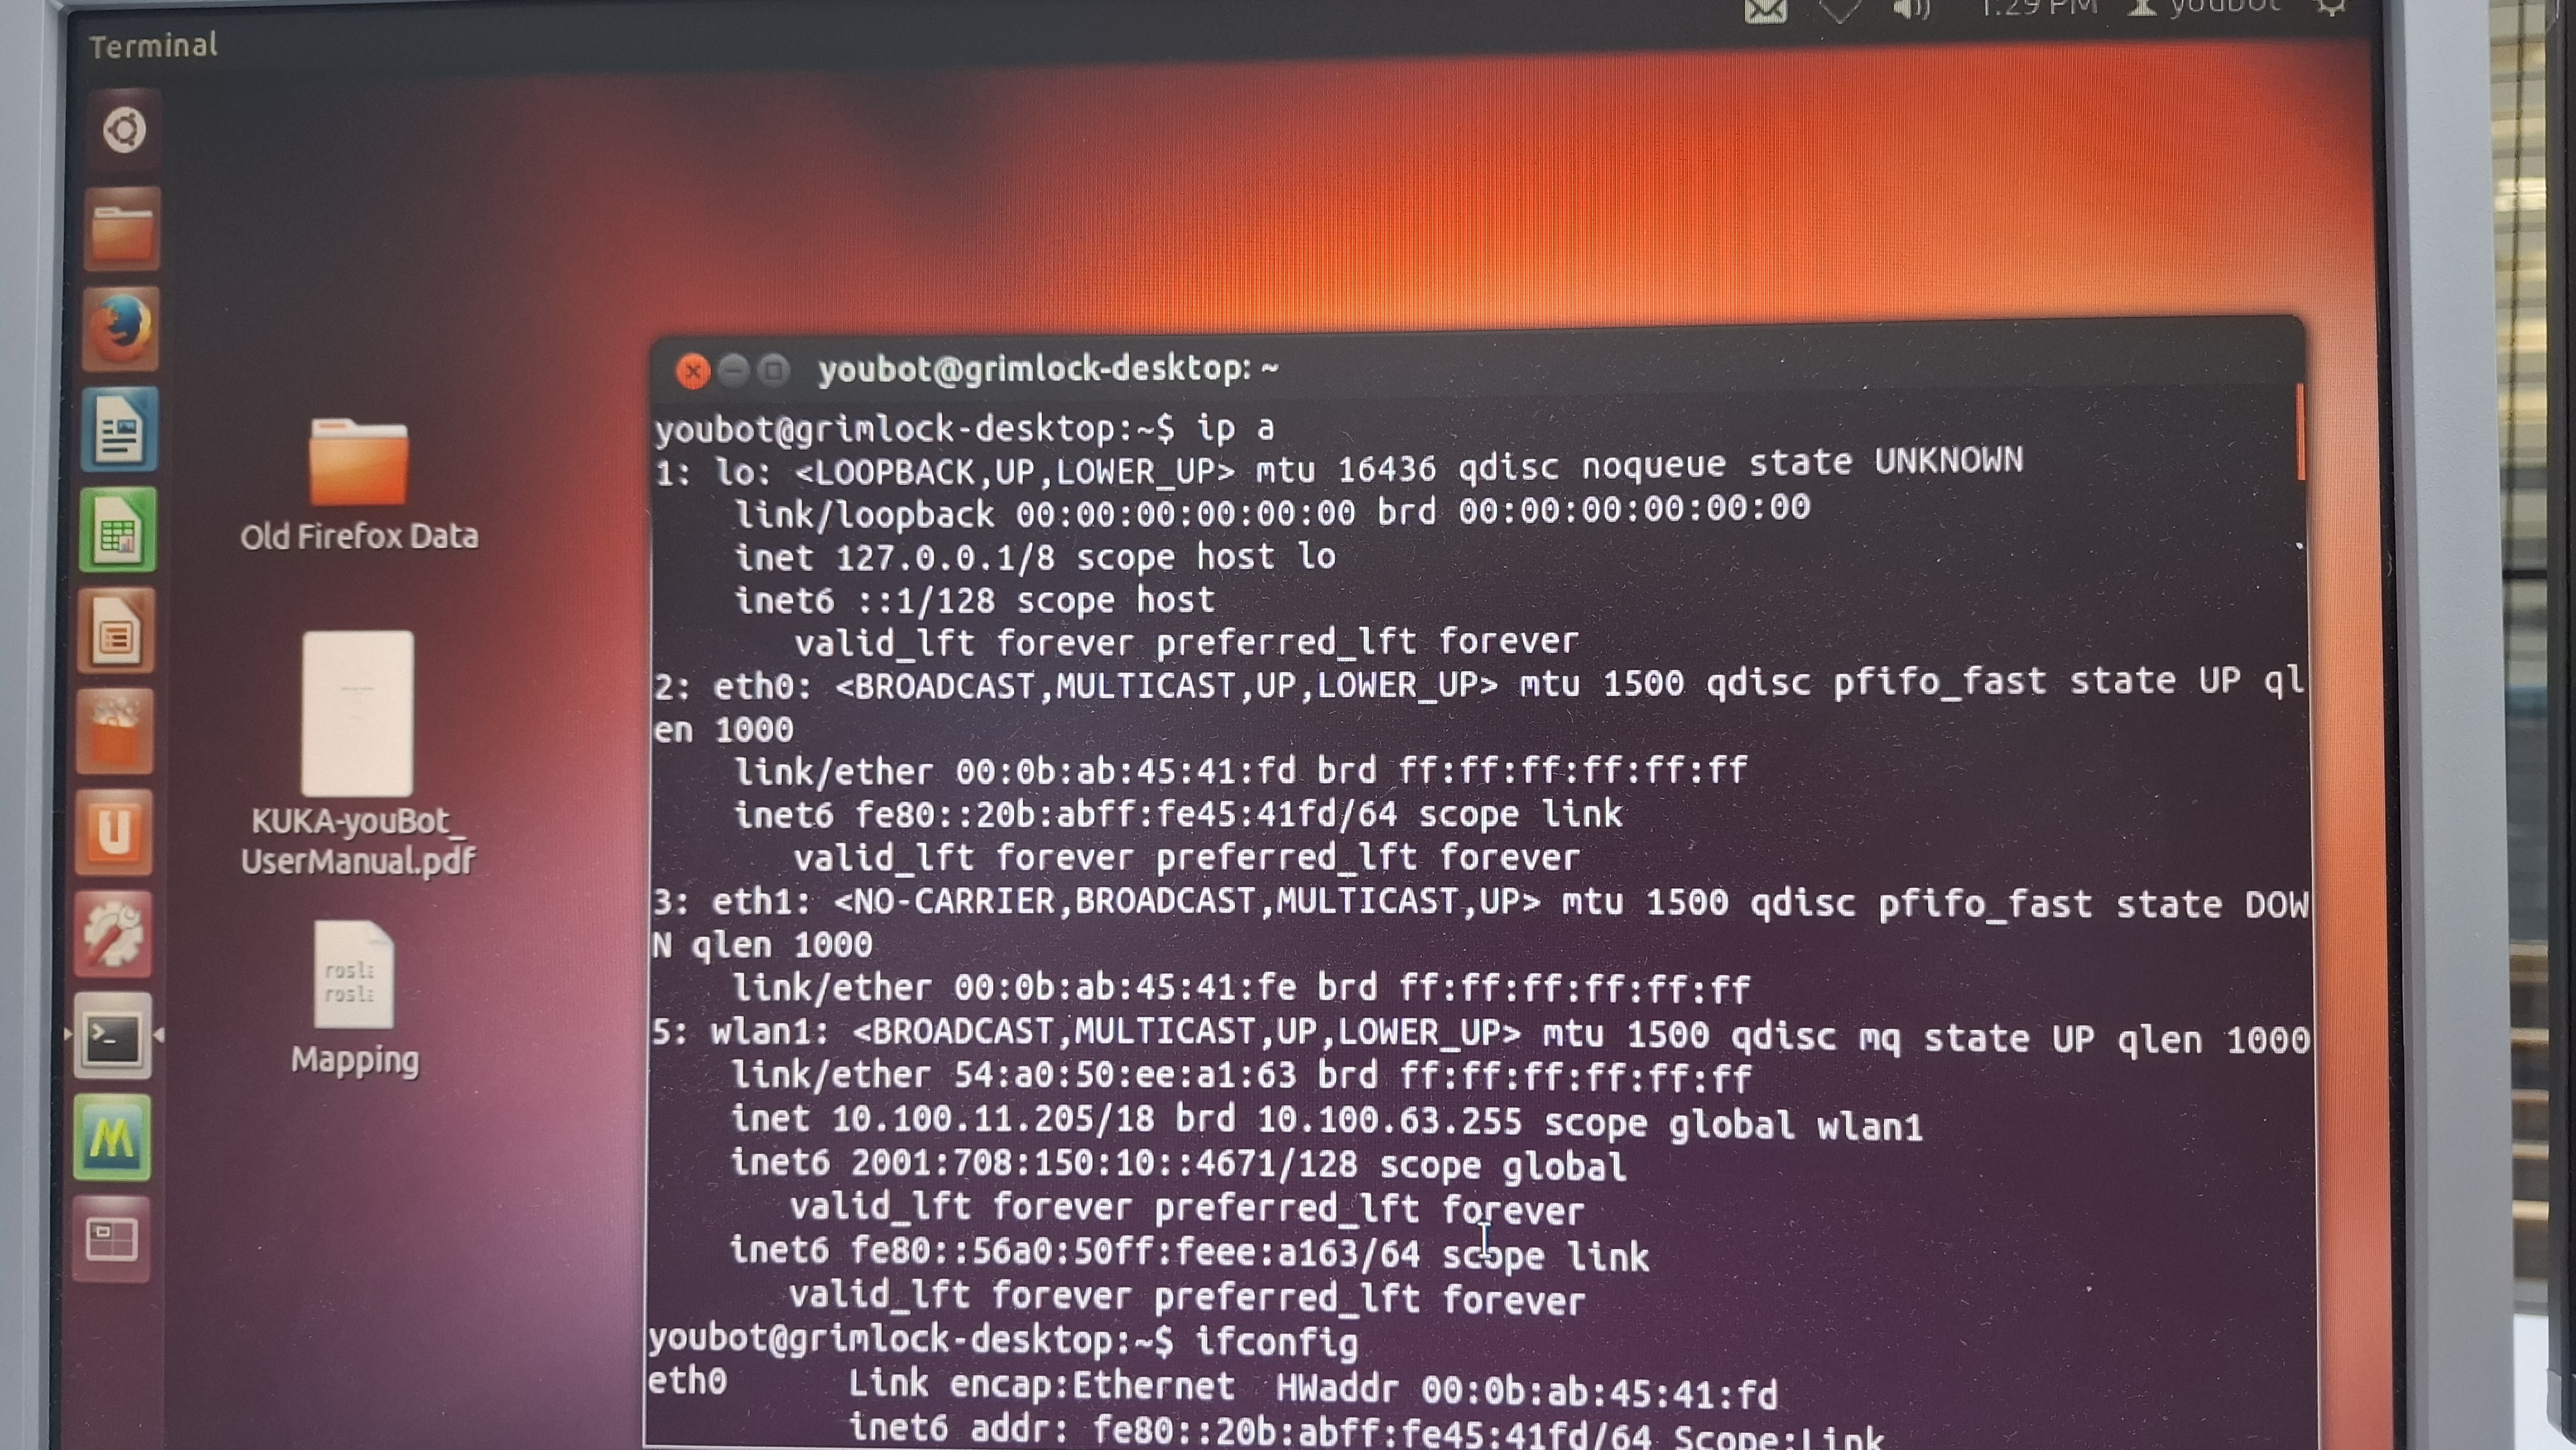 Terminal
1:29 PM youbot
youbot@grimlock-desktop: ~
youbot@grimlock-desktop:~$ ip a
1: lo: <LOOPBACK,UP,LOWER_UP> mtu 16436 qdisc noqueue state UNKNOWN
link/loopback 00:00:00:00:00:00 brd 00:00:00:00:00:00
inet 127.0.0.1/8 scope host lo
inet6 ::1/128 scope host
valid_lft forever preferred_lft forever
2: eth0: <BROADCAST,MULTICAST,UP,LOWER_UP> mtu 1500 qdisc pfifo_fast state UP ql
en 1000
link/ether 00:0b:ab:45:41:fd brd ff:ff:ff:ff:ff:ff
inet6 fe80::20b:abff:fe45:41fd/64 scope link
valid_lft forever preferred_lft forever
3: eth1: <NO-CARRIER,BROADCAST,MULTICAST,UP> mtu 1500 qdisc pfifo_fast state DOW
N qlen 1000
link/ether 00:0b:ab:45:41:fe brd ff:ff:ff:ff:ff:ff
5: wlan1: <BROADCAST,MULTICAST,UP,LOWER_UP> mtu 1500 qdisc mq state UP qlen 1000
link/ether 54:a0:50:ee:a1:63 brd ff:ff:ff:ff:ff:ff
inet 10.100.11.205/18 brd 10.100.63.255 scope global wlan1
inet6 2001:708:150:10::4671/128 scope global
valid_lft forever preferred_lft forever
inet6 fe80::56a0:50ff:feee:a163/64 scope link
valid_lft forever preferred_lft forever
youbot@grimlock-desktop:~$ ifconfig
eth0 Link encap:Ethernet HWaddr 00:0b:ab:45:41:fd
inet6 addr: fe80::20b:abff:fe45:41fd/64 Scope:Link
Old Firefox Data
KUKA-youBot_
UserManual.pdf
rosl
rosl
Mapping